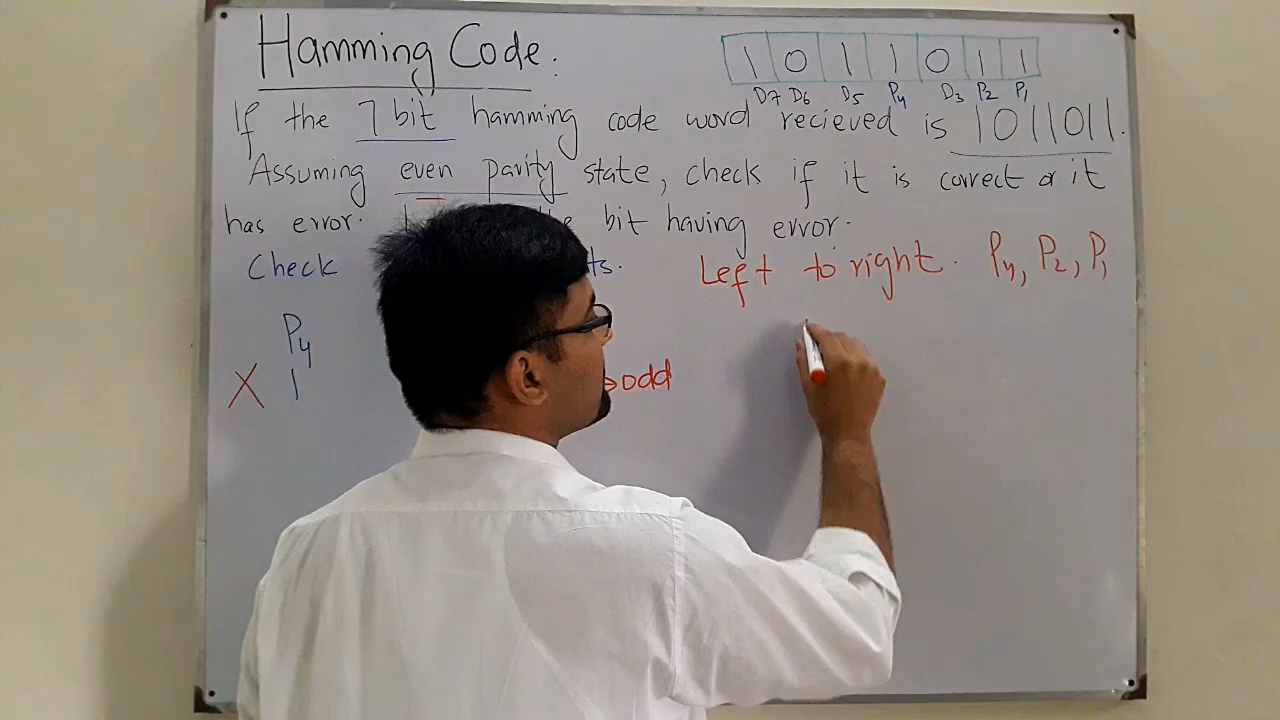 Hamming Code:
1 0 1 1 0 1 1
D7 D6 D5 P4 D3 P2 P1
If the 7 bit hamming code word recieved is 1011011.
Assuming even parity state, check if it is correct or it
has error. bit having error.
Check ts. Left to right. P4, P2, P1
P4
X 1 → odd